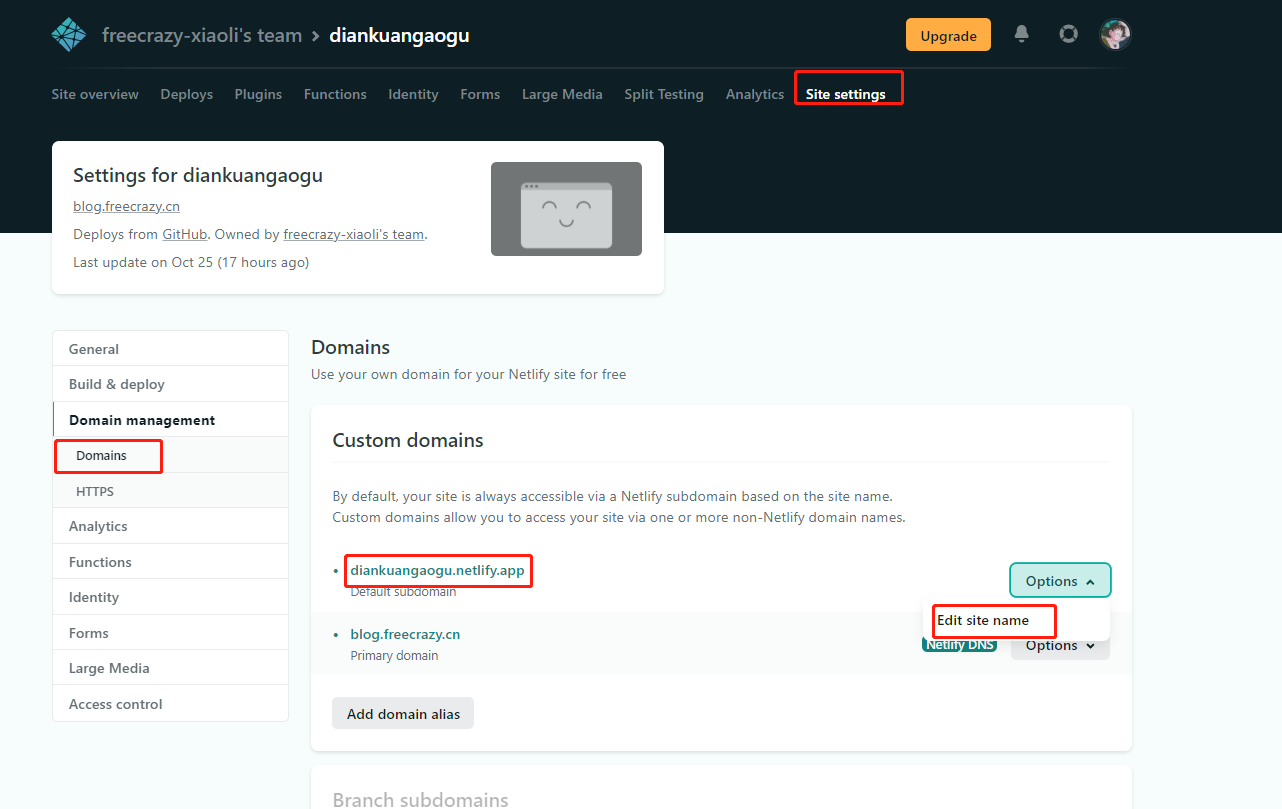 freecrazy-xiaoli's team > diankuangaogu
Upgrade
Site overview Deploys Plugins Functions Identity Forms Large Media Split Testing Analytics Site settings
Settings for diankuangaogu
blog.freecrazy.cn
Deploys from GitHub. Owned by freecrazy-xiaoli's team.
Last update on Oct 25 (17 hours ago)
General
Build & deploy
Domain management
Domains
HTTPS
Analytics
Functions
Identity
Forms
Large Media
Access control
Domains
Use your own domain for your Netlify site for free
Custom domains
By default, your site is always accessible via a Netlify subdomain based on the site name.
Custom domains allow you to access your site via one or more non-Netlify domain names.
• diankuangaogu.netlify.app
Default subdomain
Options
Edit site name
• blog.freecrazy.cn
Primary domain
Netlify DNS
Options
Add domain alias
Branch subdomains